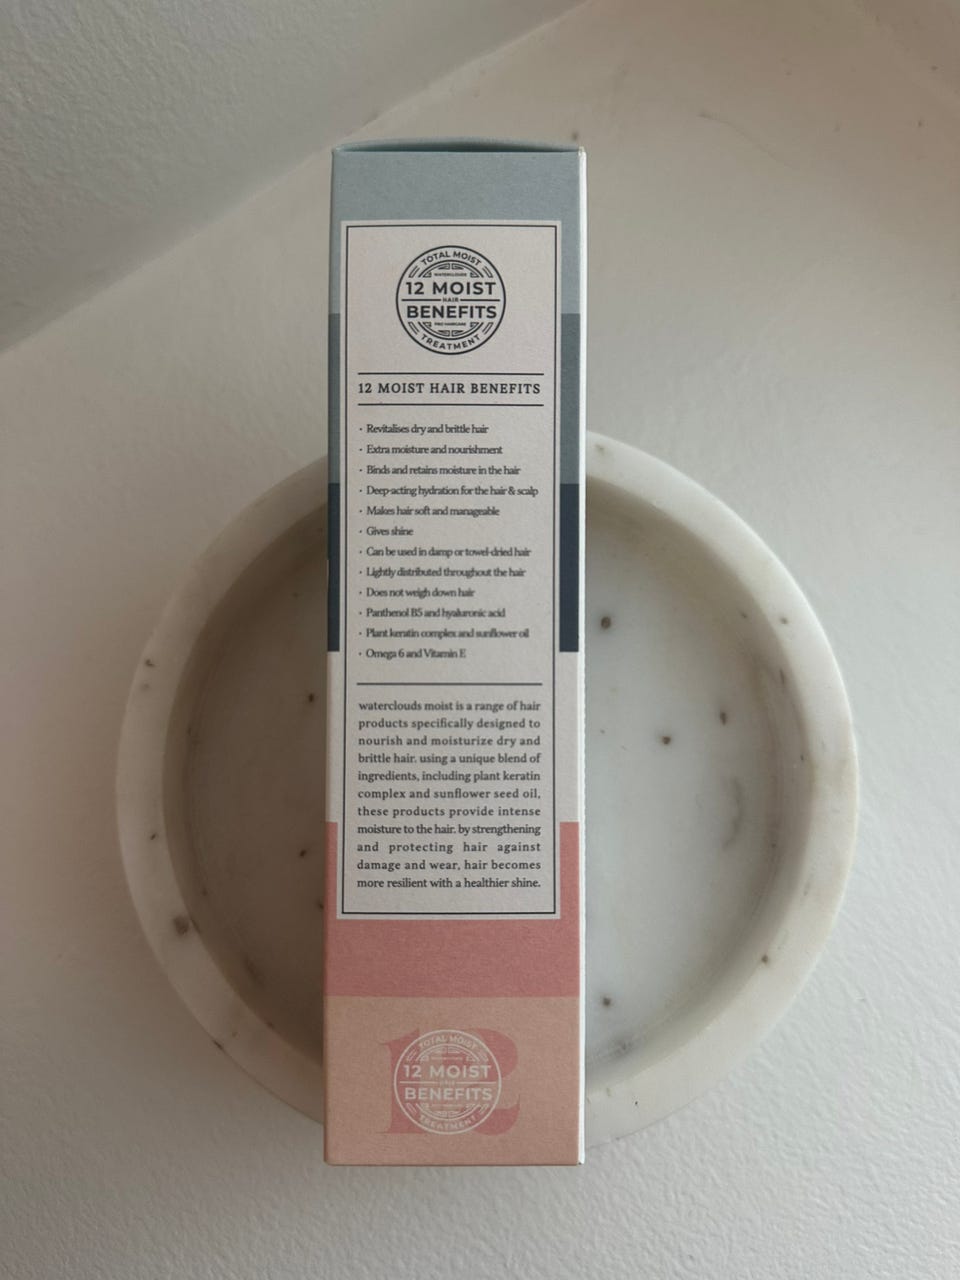 TOTAL MOIST
WATERCLOUDS
12 MOIST
HAIR
BENEFITS
PRO HAIRCARE
TREATMENT
12 MOIST HAIR BENEFITS
· Revitalises dry and brittle hair
· Extra moisture and nourishment
· Binds and retains moisture in the hair
· Deep-acting hydration for the hair & scalp
· Makes hair soft and manageable
· Gives shine
· Can be used in damp or towel-dried hair
· Lightly distributed throughout the hair
· Does not weigh down hair
· Panthenol B5 and hyaluronic acid
· Plant keratin complex and sunflower oil
· Omega 6 and Vitamin E
waterclouds moist is a range of hair
products specifically designed to
nourish and moisturize dry and
brittle hair. using a unique blend of
ingredients, including plant keratin
complex and sunflower seed oil,
these products provide intense
moisture to the hair. by strengthening
and protecting hair against
damage and wear, hair becomes
more resilient with a healthier shine.
12
TOTAL MOIST
12 MOIST
HAIR
BENEFITS
TREATMENT